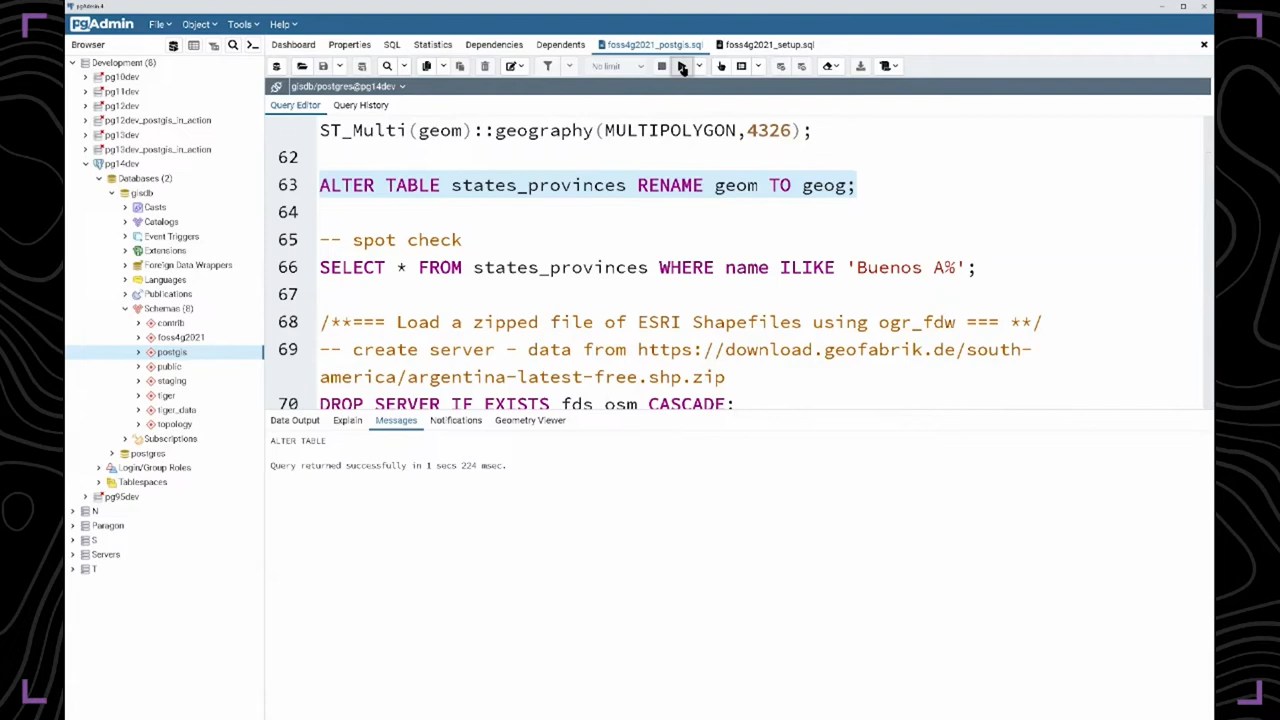 pgAdmin 4
pgAdmin File Object Tools Help
Browser
Dashboard Properties SQL Statistics Dependencies Dependents foss4g2021_postgis.sql foss4g2021_setup.sql
No limit
gisdb/postgres@pg14dev
Query Editor Query History
Development (8)
pg10dev
pg11dev
pg12dev
pg12dev_postgis_in_action
pg13dev
pg13dev_postgis_in_action
pg14dev
Databases (2)
gisdb
Casts
Catalogs
Event Triggers
Extensions
Foreign Data Wrappers
Languages
Publications
Schemas (8)
contrib
foss4g2021
postgis
public
staging
tiger
tiger_data
topology
Subscriptions
postgres
Login/Group Roles
Tablespaces
pg95dev
N
Paragon
S
Servers
T
ST_Multi(geom)::geography(MULTIPOLYGON,4326);
62
63 ALTER TABLE states_provinces RENAME geom TO geog;
64
65 -- spot check
66 SELECT * FROM states_provinces WHERE name ILIKE 'Buenos A%';
67
68 /**=== Load a zipped file of ESRI Shapefiles using ogr_fdw === **/
69 -- create server - data from https://download.geofabrik.de/south-
america/argentina-latest-free.shp.zip
70 DROP SERVER IF EXISTS fds_osm CASCADE;
Data Output Explain Messages Notifications Geometry Viewer
ALTER TABLE
Query returned successfully in 1 secs 224 msec.